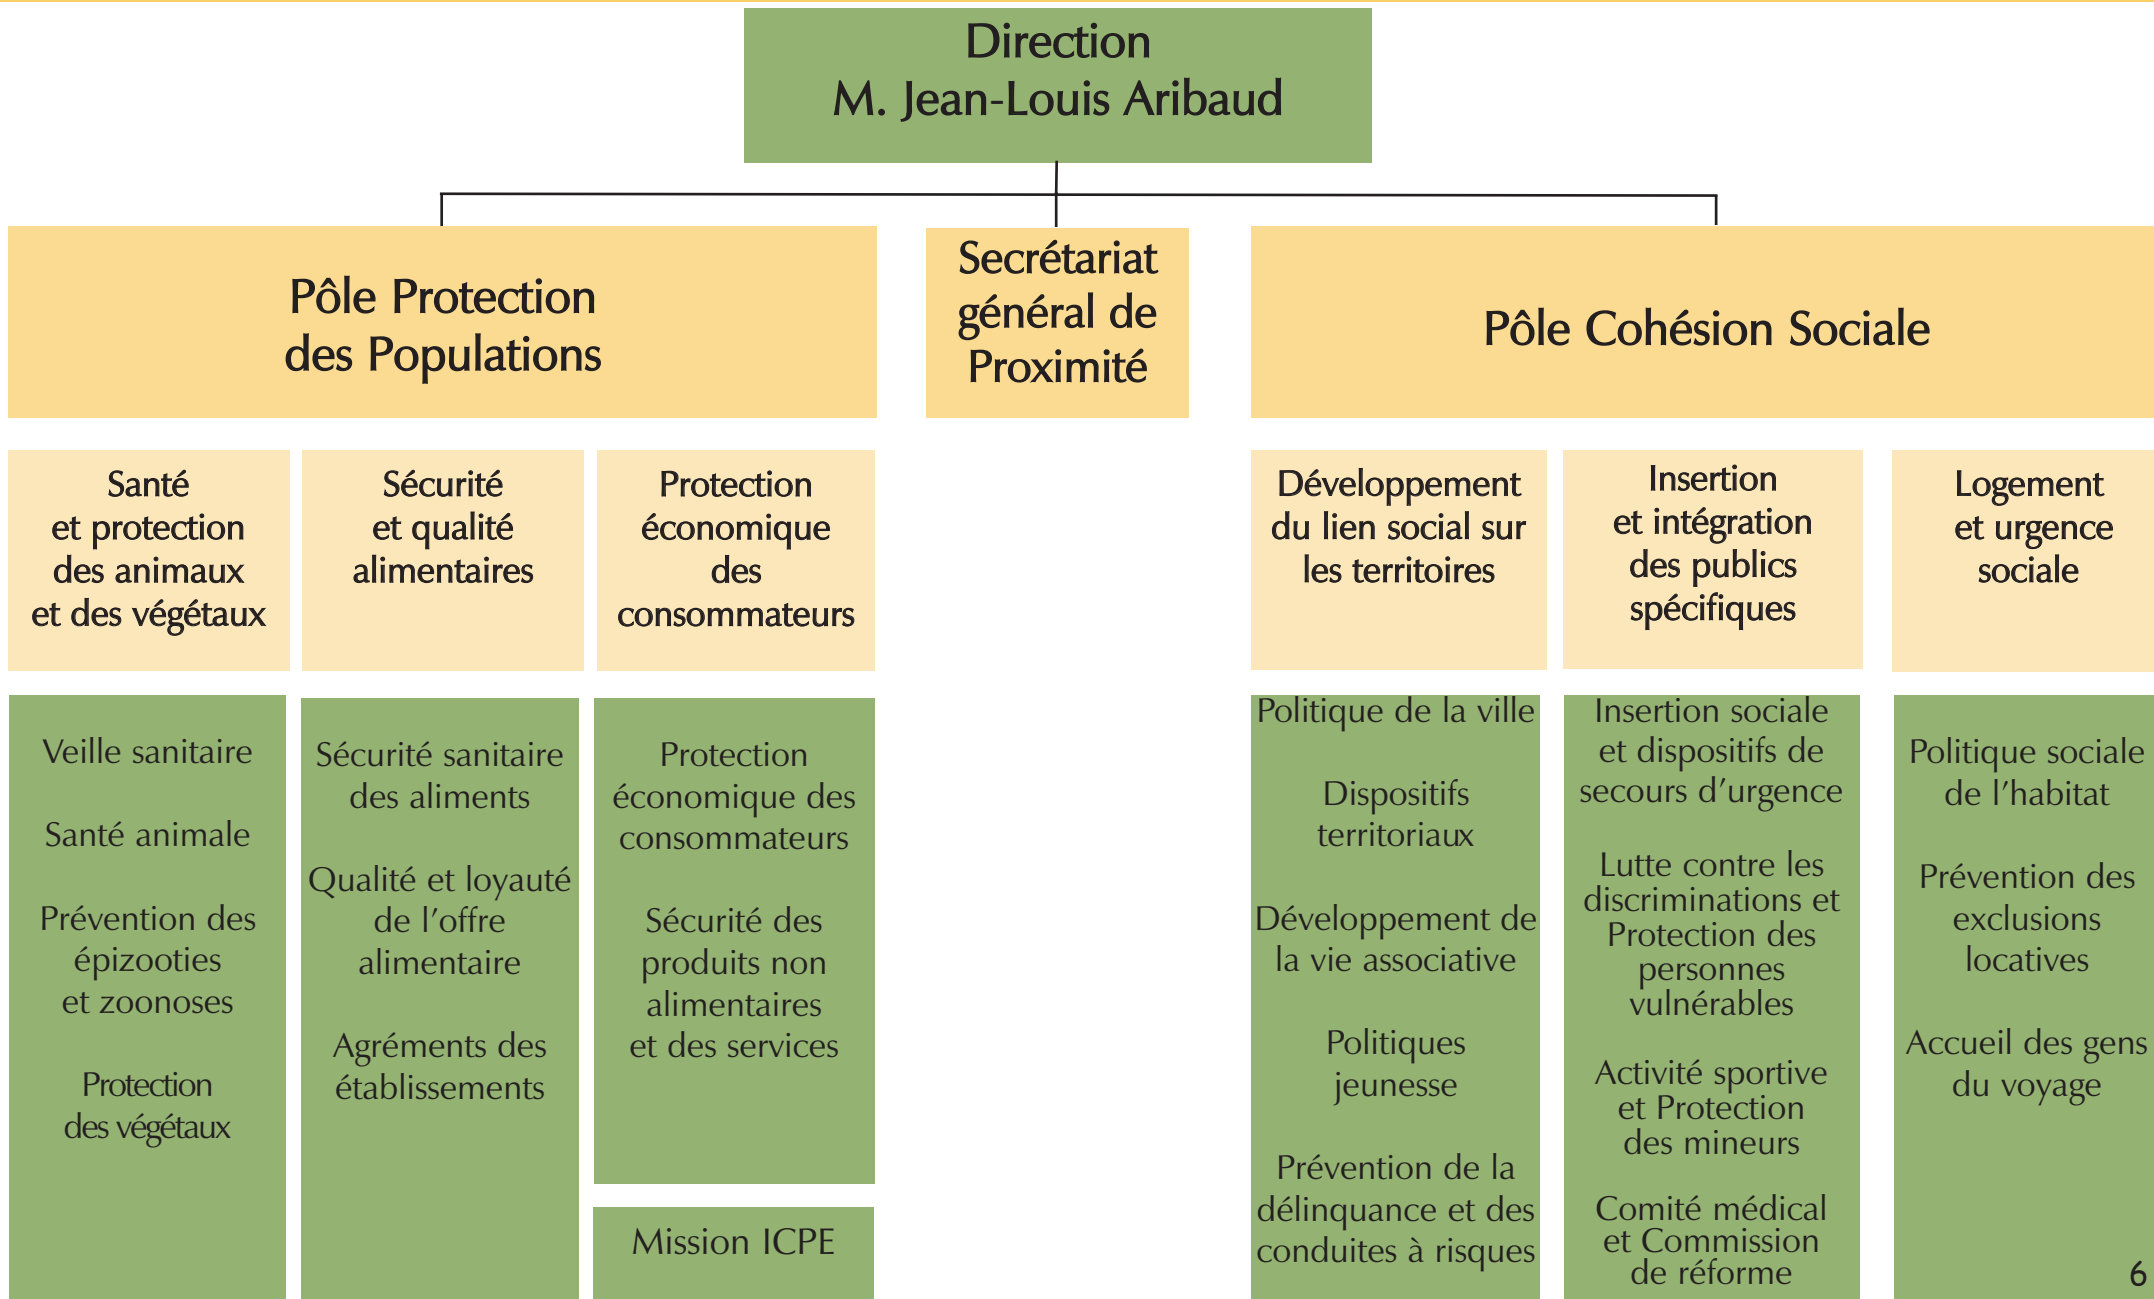 Direction
M. Jean-Louis Aribaud
Pôle Protection
des Populations
Secrétariat
général de
Proximité
Pôle Cohésion Sociale
Santé
et protection
des animaux
et des végétaux
Sécurité
et qualité
alimentaires
Protection
économique
des
consommateurs
Développement
du lien social sur
les territoires
Insertion
et intégration
des publics
spécifiques
Logement
et urgence
sociale
Veille sanitaire
Santé animale
Prévention des
épizooties
et zoonoses
Protection
des végétaux
Sécurité sanitaire
des aliments
Qualité et loyauté
de l’offre
alimentaire
Agréments des
établissements
Protection
économique des
consommateurs
Sécurité des
produits non
alimentaires
et des services
Mission ICPE
Politique de la ville
Dispositifs
territoriaux
Développement de
la vie associative
Politiques
jeunesse
Prévention de la
délinquance et des
conduites à risques
Insertion sociale
et dispositifs de
secours d’urgence
Lutte contre les
discriminations et
Protection des
personnes
vulnérables
Activité sportive
et Protection
des mineurs
Comité médical
et Commission
de réforme
Politique sociale
de l’habitat
Prévention des
exclusions
locatives
Accueil des gens
du voyage
6